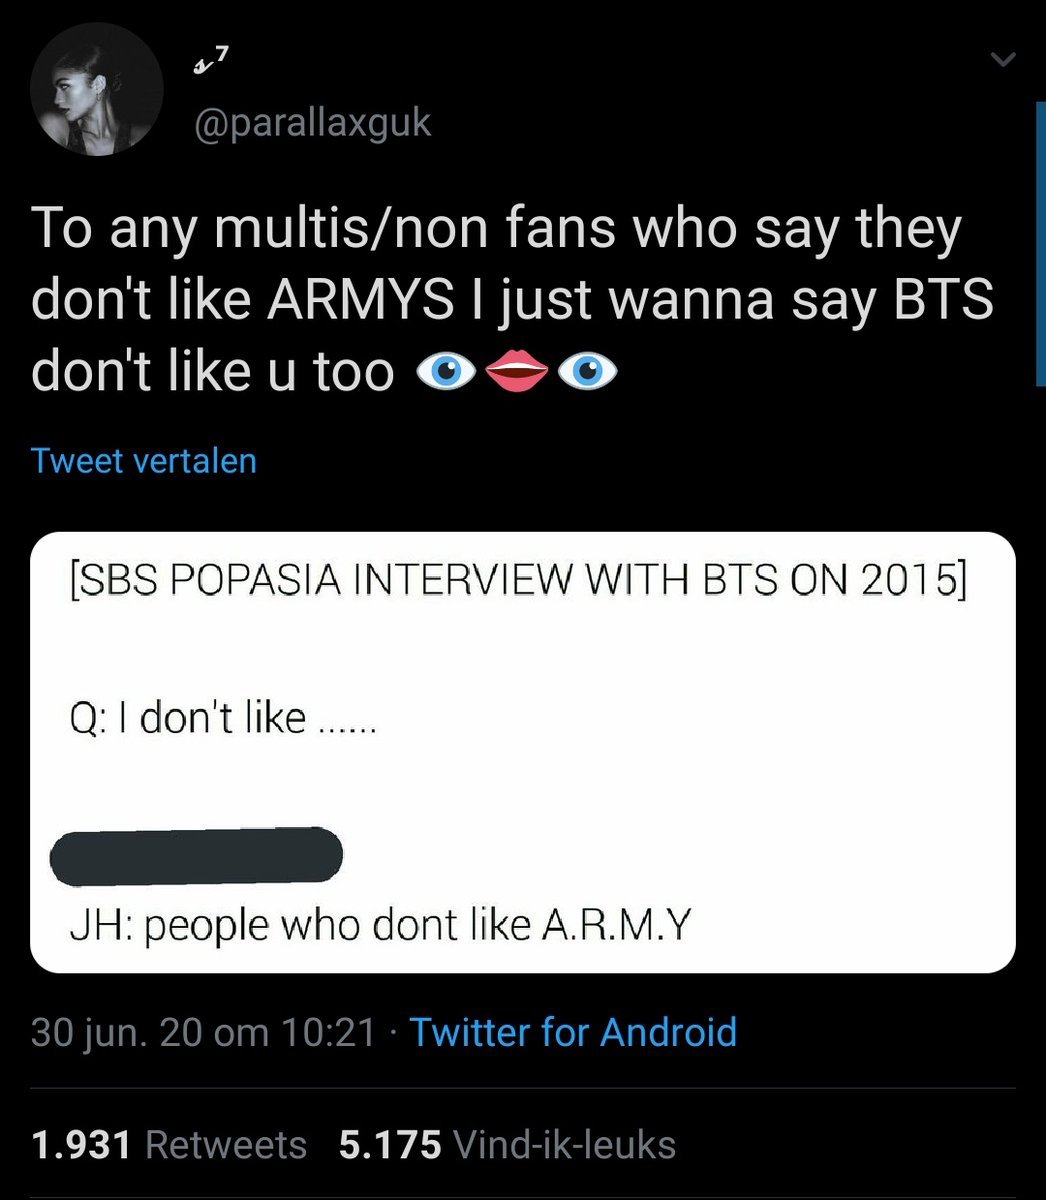 𝓈⁷
@parallaxguk
To any multis/non fans who say they
don't like ARMYS I just wanna say BTS
don't like u too 👁️👄👁️
Tweet vertalen
[SBS POPASIA INTERVIEW WITH BTS ON 2015]
Q: I don't like ......
JH: people who dont like A.R.M.Y
30 jun. 20 om 10:21 · Twitter for Android
1.931 Retweets 5.175 Vind-ik-leuks